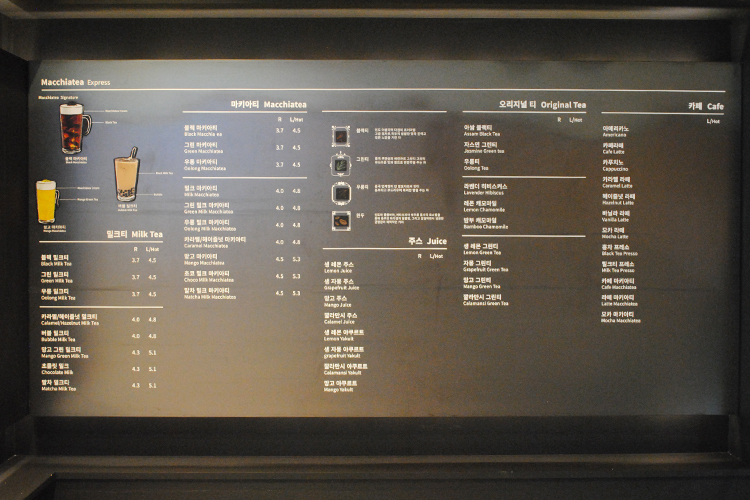 Macchiatea Express
Macchiatea Signature
블랙 마키아티
망고 마키아티
밀크티 Milk Tea
R L/Hot
블랙 밀크티 3.7 4.5
Black Milk Tea
그린 밀크티 3.7 4.5
Green Milk Tea
우롱 밀크티 3.7 4.5
Oolong Milk Tea
카라멜/헤이즐넛 밀크티 4.0 4.8
Caramel/Hazelnut Milk Tea
버블 밀크티 4.0 4.8
Bubble Milk Tea
망고 그린 밀크티 4.3 5.1
Mango Green Milk Tea
초콜릿 밀크 4.3 5.1
Chocolate Milk
말차 밀크티 4.3 5.1
Matcha Milk Tea
마키아티 Macchiatea
R L/Hot
블랙 마키아티 3.7 4.5
Black Macchiatea
그린 마키아티 3.7 4.5
Green Macchiatea
우롱 마키아티 3.7 4.5
Oolong Macchiatea
밀크 마키아티 4.0 4.8
Milk Macchiatea
그린 밀크 마키아티 4.0 4.8
Green Milk Macchiatea
우롱 밀크 마키아티 4.0 4.8
Oolong Milk Macchiatea
카라멜/헤이즐넛 마키아티 4.0 4.8
Caramel Macchiatea
망고 마키아티 4.5 5.3
Mango Macchiatea
초코 밀크 마키아티 4.5 5.3
Choco Milk Macchiatea
말차 밀크 마키아티 4.5 5.3
Matcha Milk Macchiatea
블랙티
그린티
우롱티
주스 Juice
R L/Hot
생 레몬 주스
Lemon Juice
생 자몽 주스
Grapefruit Juice
망고 주스
Mango Juice
깔라만시 주스
Calamei Juice
생 레몬 야쿠르트
Lemon Yakult
생 자몽 야쿠르트
grapefruit Yakult
깔라만시 야쿠르트
Calamansi Yakult
망고 야쿠르트
Mango Yakult
오리지널 티 Original Tea
R L/Hot
아쌈 블랙티
Assam Black Tea
자스민 그린티
Jasmine Green tea
우롱티
Oolong Tea
라벤더 히비스커스
Lavender Hibiscus
레몬 캐모마일
Lemon Chamomile
밤부 캐모마일
Bamboo Chamomile
생 레몬 그린티
Lemon Green Tea
자몽 그린티
Grapefruit Green Tea
망고 그린티
Mango Green Tea
깔라만시 그린티
Calamansi Green Tea
카페 Cafe
L/Hot
아메리카노
Americano
카페라떼
Cafe Latte
카푸치노
Cappuccino
카라멜 라떼
Caramel Latte
헤이즐넛 라떼
Hazelnut Latte
바닐라 라떼
Vanilla Latte
모카 라떼
Mocha Latte
홍차 프레소
Black Tea Presso
밀크티 프레소
Milk Tea Presso
카페 마키아티
Cafe Macchiatea
라떼 마키아티
Latte Macchiatea
모카 마키아티
Mocha Macchiatea